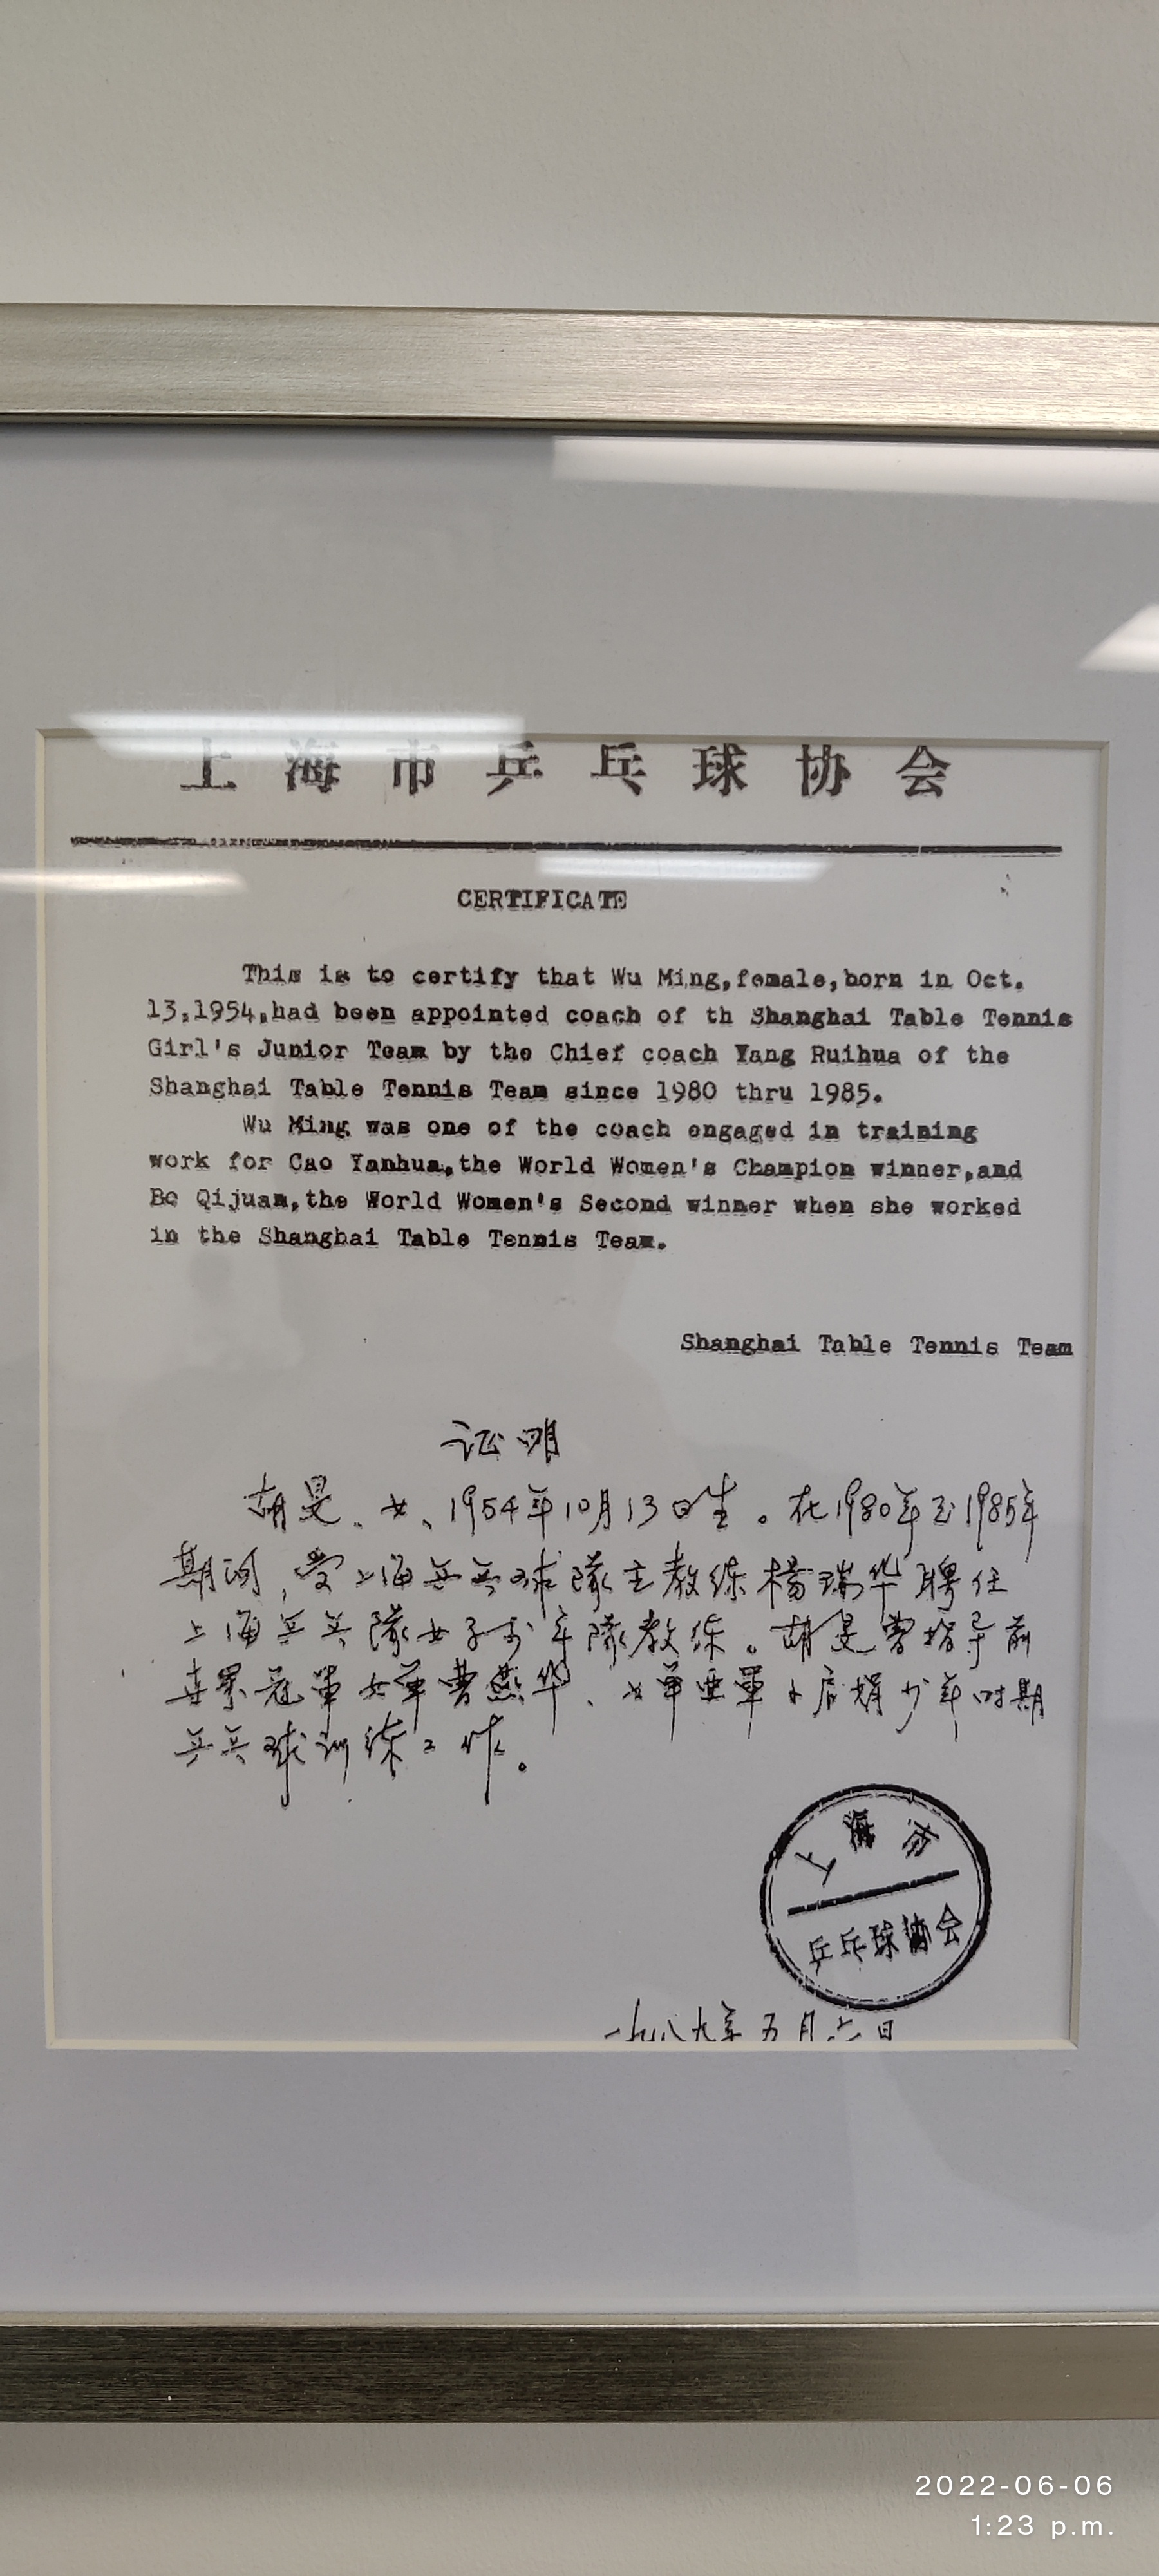 上海市乒乓球协会
CERTIFICATE
This is to certify that Wu Ming,female,born in Oct.
13,1954,had been appointed coach of th Shanghai Table Tennis
Girl's Junior Team by the Chief coach Yang Ruihua of the
Shanghai Table Tennis Team since 1980 thru 1985.
Wu Ming was one of the coach engaged in training
work for Cao Yanhua,the World Women's Champion winner,and
Be Qijuan,the World Women's Second winner when she worked
in the Shanghai Table Tennis Team.
Shanghai Table Tennis Team
证明
胡旻、女、1954年10月13日生。在1980年至1985年
期间,受上海乒乓球隊主教练楊瑞华聘任
上海乒乓隊女子少年隊教练。胡旻曾指导前
世界冠軍女单曹燕华、女单亚軍卜启娟少年时期
乒乓球训练工作。
上海市
乒乓球协会
一九八九年五月六日
2022-06-06
1:23 p.m.